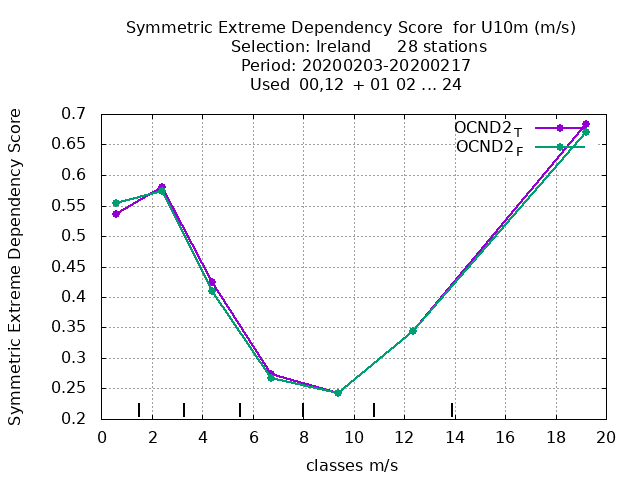 Symmetric Extreme Dependency Score  for U10m (m/s)
Selection: Ireland     28 stations
Period: 20200203-20200217
Used  00,12  + 01 02 ... 24
Symmetric Extreme Dependency Score
0.7
0.65
0.6
0.55
0.5
0.45
0.4
0.35
0.3
0.25
0.2
OCND2T
OCND2F
0 2 4 6 8 10 12 14 16 18 20
classes m/s